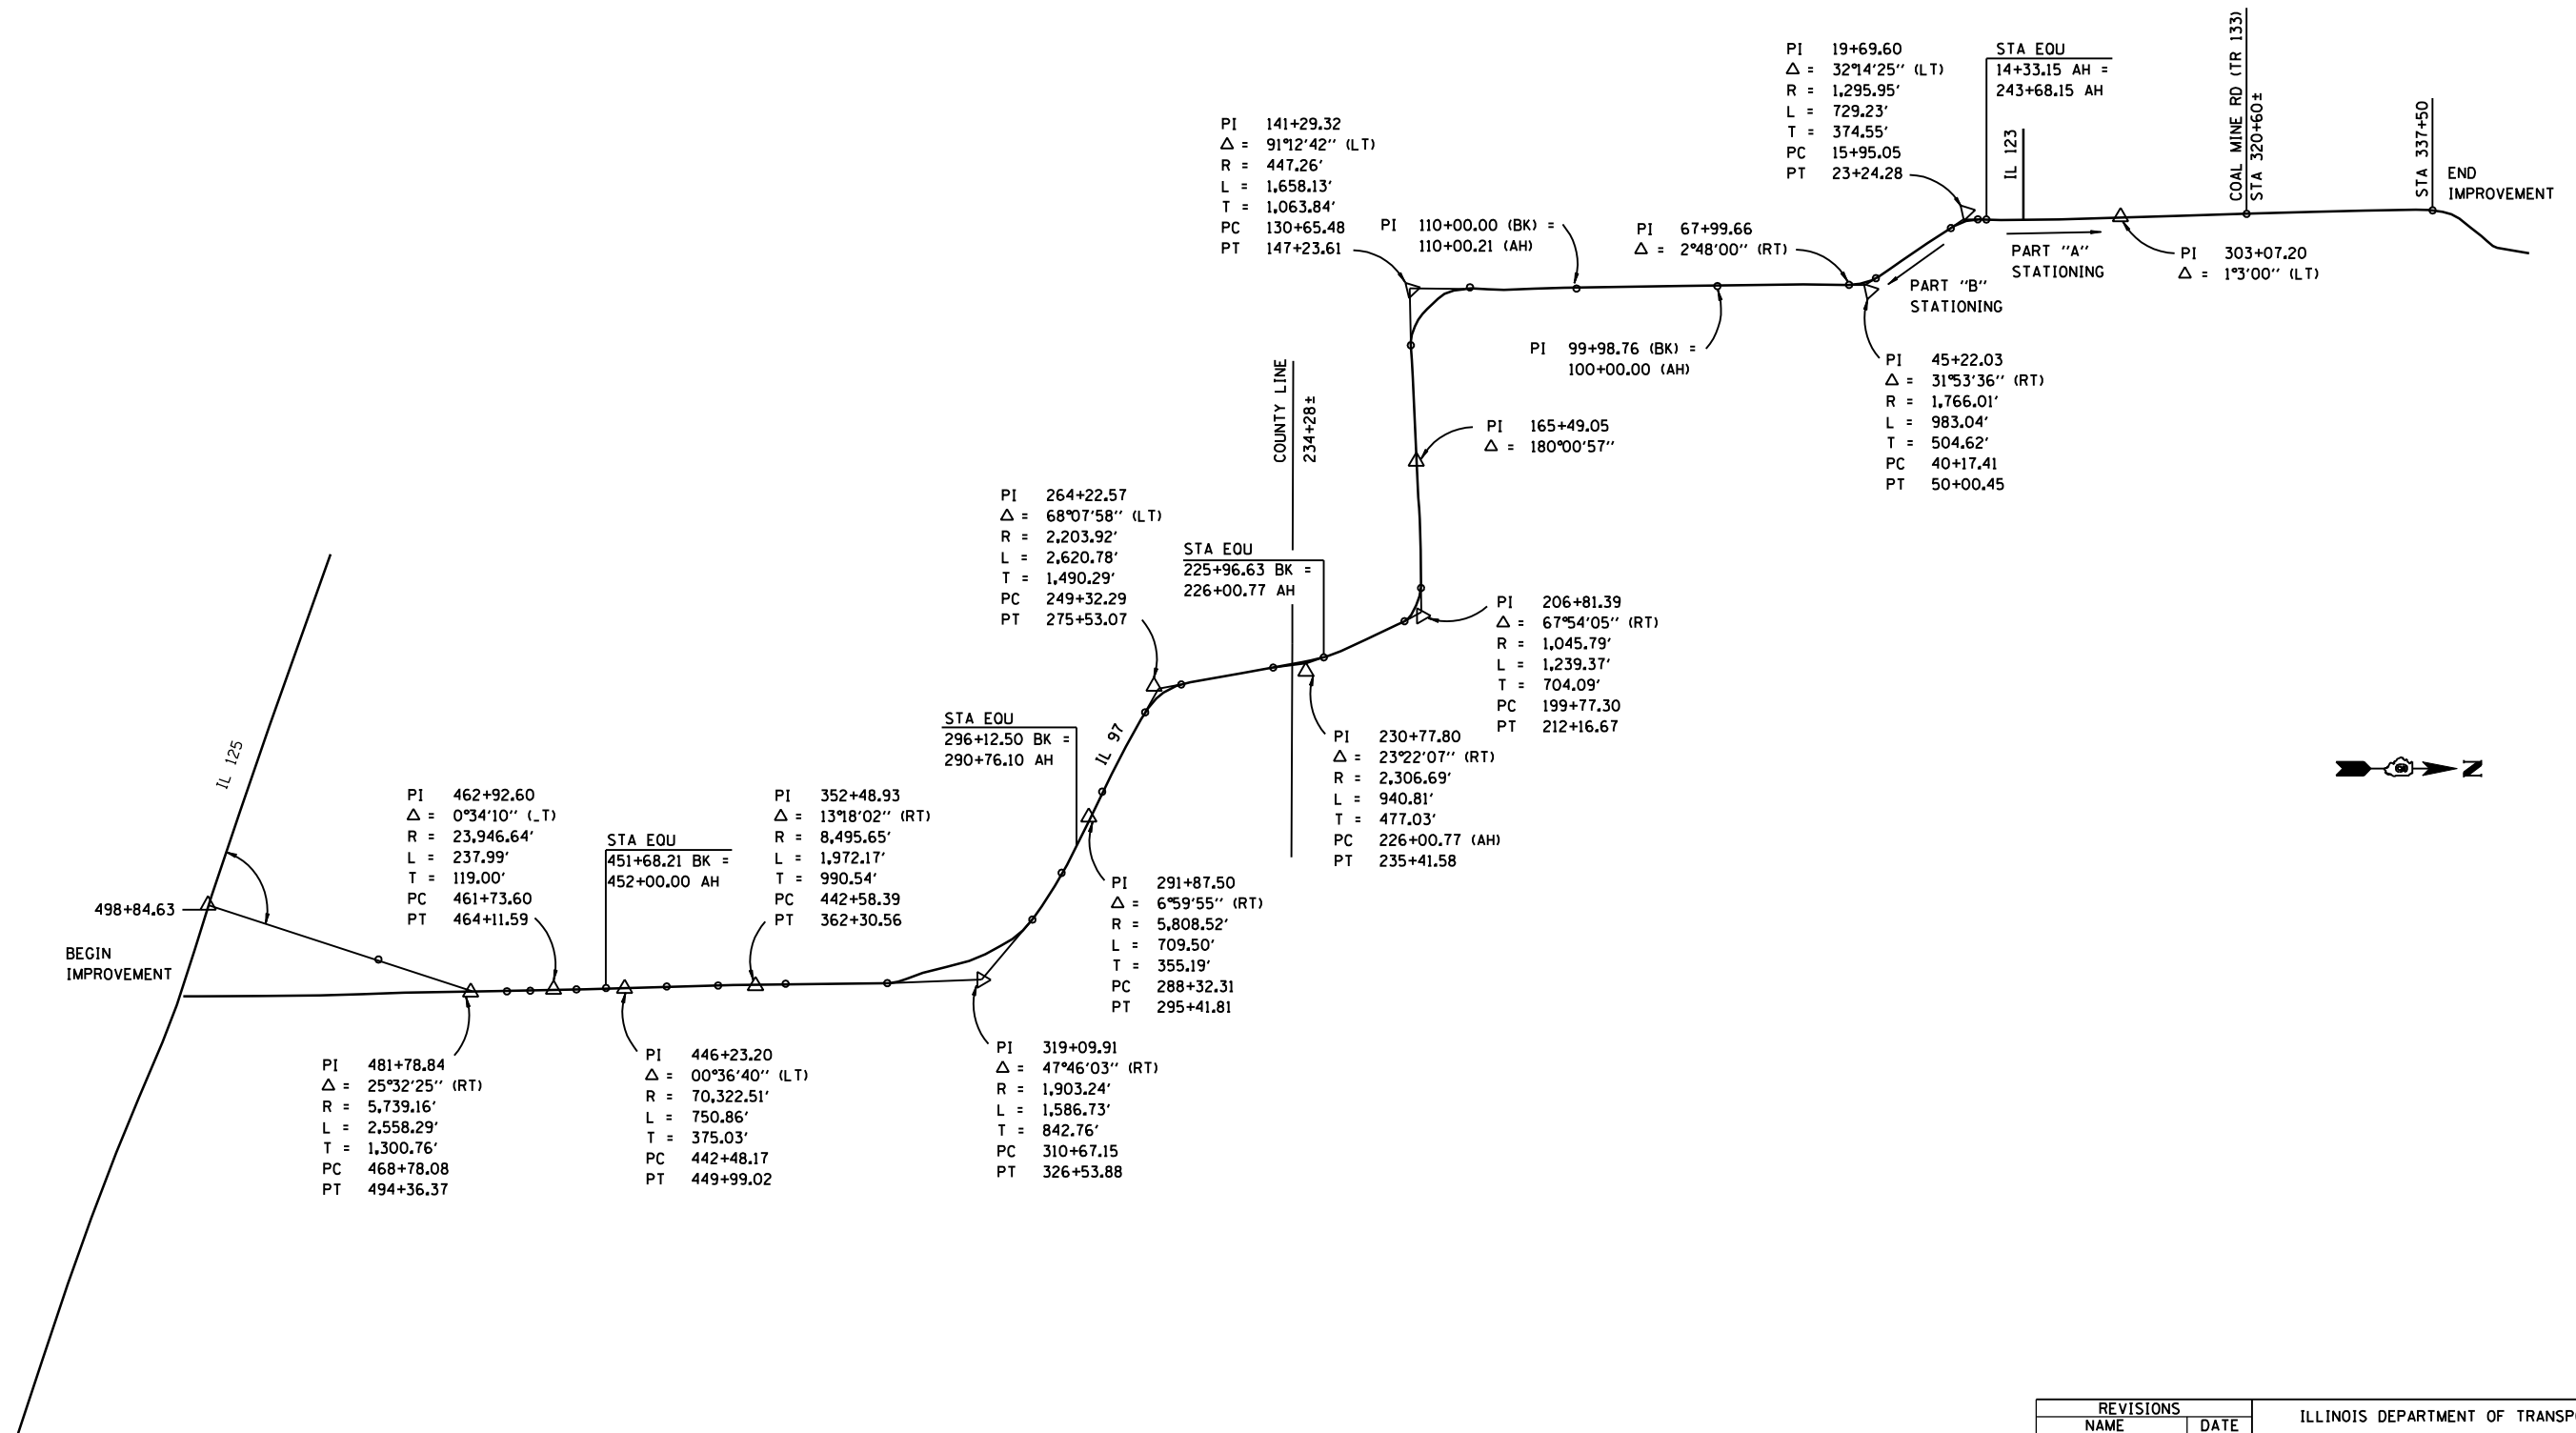 COAL MINE RD (TR 133)
STA 320+60±
PI 19+69.60
△ = 32°14'25'' (LT)
R = 1,295.95'
L = 729.23'
T = 374.55'
PC 15+95.05
PT 23+24.28
STA EQU
14+33.15 AH =
243+68.15 AH
IL 123
STA 337+50
END
IMPROVEMENT
PI 141+29.32
△ = 91°12'42'' (LT)
R = 447.26'
L = 1,658.13'
T = 1,063.84'
PC 130+65.48
PT 147+23.61
PI 110+00.00 (BK) =
110+00.21 (AH)
PI 67+99.66
△ = 2°48'00'' (RT)
PART "A"
STATIONING
PI 303+07.20
△ = 1°3'00'' (LT)
PART "B"
STATIONING
PI 99+98.76 (BK) =
100+00.00 (AH)
PI 45+22.03
△ = 31°53'36'' (RT)
R = 1,766.01'
L = 983.04'
T = 504.62'
PC 40+17.41
PT 50+00.45
COUNTY LINE
234+28±
PI 165+49.05
△ = 180°00'57''
PI 264+22.57
△ = 68°07'58'' (LT)
R = 2,203.92'
L = 2,620.78'
T = 1,490.29'
PC 249+32.29
PT 275+53.07
STA EQU
225+96.63 BK =
226+00.77 AH
PI 206+81.39
△ = 67°54'05'' (RT)
R = 1,045.79'
L = 1,239.37'
T = 704.09'
PC 199+77.30
PT 212+16.67
STA EQU
296+12.50 BK =
290+76.10 AH
IL 97
PI 230+77.80
△ = 23°22'07'' (RT)
R = 2,306.69'
L = 940.81'
T = 477.03'
PC 226+00.77 (AH)
PT 235+41.58
N
IL 125
PI 462+92.60
△ = 0°34'10'' (_T)
R = 23,946.64'
L = 237.99'
T = 119.00'
PC 461+73.60
PT 464+11.59
STA EQU
451+68.21 BK =
452+00.00 AH
PI 352+48.93
△ = 13°18'02'' (RT)
R = 8,495.65'
L = 1,972.17'
T = 990.54'
PC 442+58.39
PT 362+30.56
PI 291+87.50
△ = 6°59'55'' (RT)
R = 5,808.52'
L = 709.50'
T = 355.19'
PC 288+32.31
PT 295+41.81
498+84.63
BEGIN
IMPROVEMENT
PI 481+78.84
△ = 25°32'25'' (RT)
R = 5,739.16'
L = 2,558.29'
T = 1,300.76'
PC 468+78.08
PT 494+36.37
PI 446+23.20
△ = 00°36'40'' (LT)
R = 70,322.51'
L = 750.86'
T = 375.03'
PC 442+48.17
PT 449+99.02
PI 319+09.91
△ = 47°46'03'' (RT)
R = 1,903.24'
L = 1,586.73'
T = 842.76'
PC 310+67.15
PT 326+53.88
REVISIONS
NAME DATE
ILLINOIS DEPARTMENT OF TRANSP